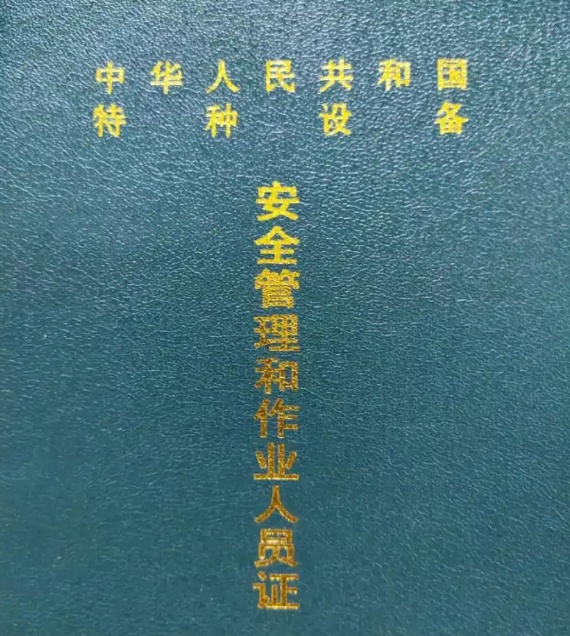 中华人民共和国
特种设备
安全管理和作业人员证